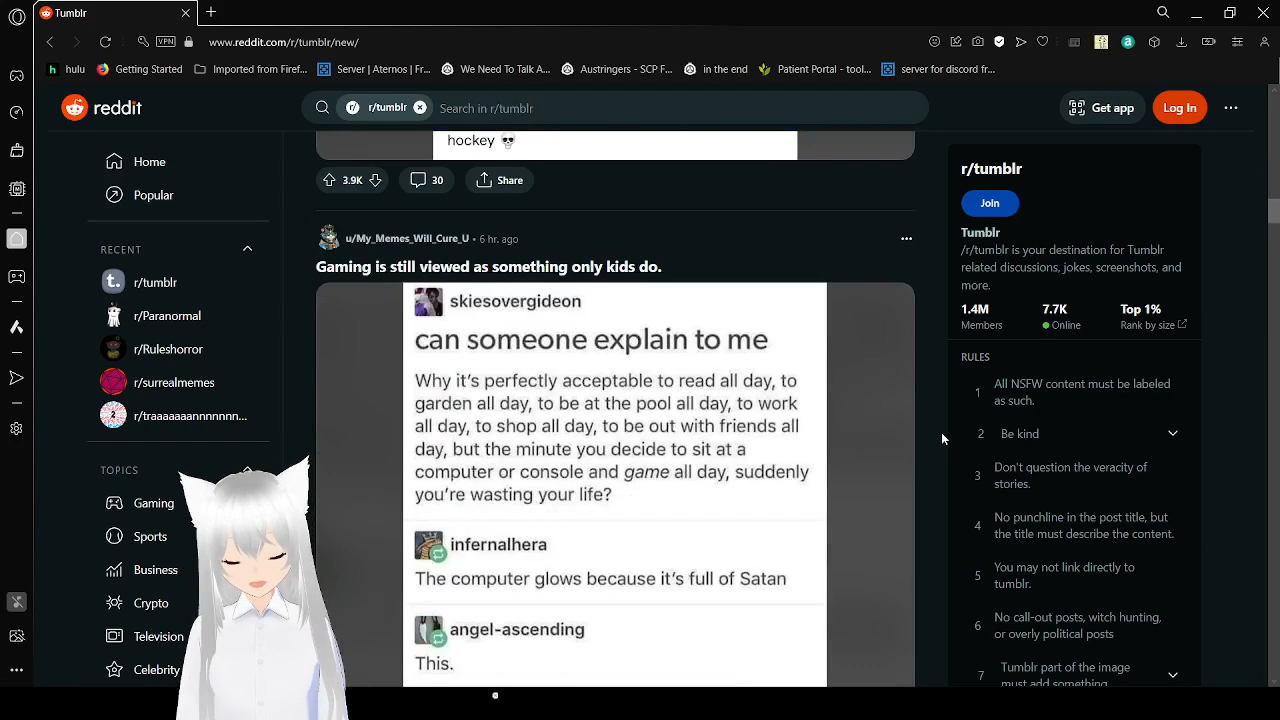 Tumblr
VPN
www.reddit.com/r/tumblr/new/
hulu
Getting Started
Imported from Firef...
Server | Aternos | Fr...
We Need To Talk A...
Austringers - SCP F...
in the end
Patient Portal - tool...
server for discord fr...
reddit
r/
r/tumblr
Search in r/tumblr
Get app
Log In
hockey 💀
Home
Popular
3.9K
30
Share
RECENT
r/tumblr
r/Paranormal
r/Ruleshorror
r/surrealmemes
r/traaaaaaannnnnnn...
TOPICS
Gaming
Sports
Business
Crypto
Television
Celebrity
u/My_Memes_Will_Cure_U • 6 hr. ago
Gaming is still viewed as something only kids do.
skiesovergideon
can someone explain to me
Why it's perfectly acceptable to read all day, to
garden all day, to be at the pool all day, to work
all day, to shop all day, to be out with friends all
day, but the minute you decide to sit at a
computer or console and game all day, suddenly
you're wasting your life?
infernalhera
The computer glows because it's full of Satan
angel-ascending
This.
r/tumblr
Join
Tumblr
/r/tumblr is your destination for Tumblr
related discussions, jokes, screenshots, and
more.
1.4M 7.7K Top 1%
Members Online Rank by size
RULES
1 All NSFW content must be labeled
as such.
2 Be kind
3 Don't question the veracity of
stories.
4 No punchline in the post title, but
the title must describe the content.
5 You may not link directly to
tumblr.
6 No call-out posts, witch hunting,
or overly political posts
7 Tumblr part of the image
must add something